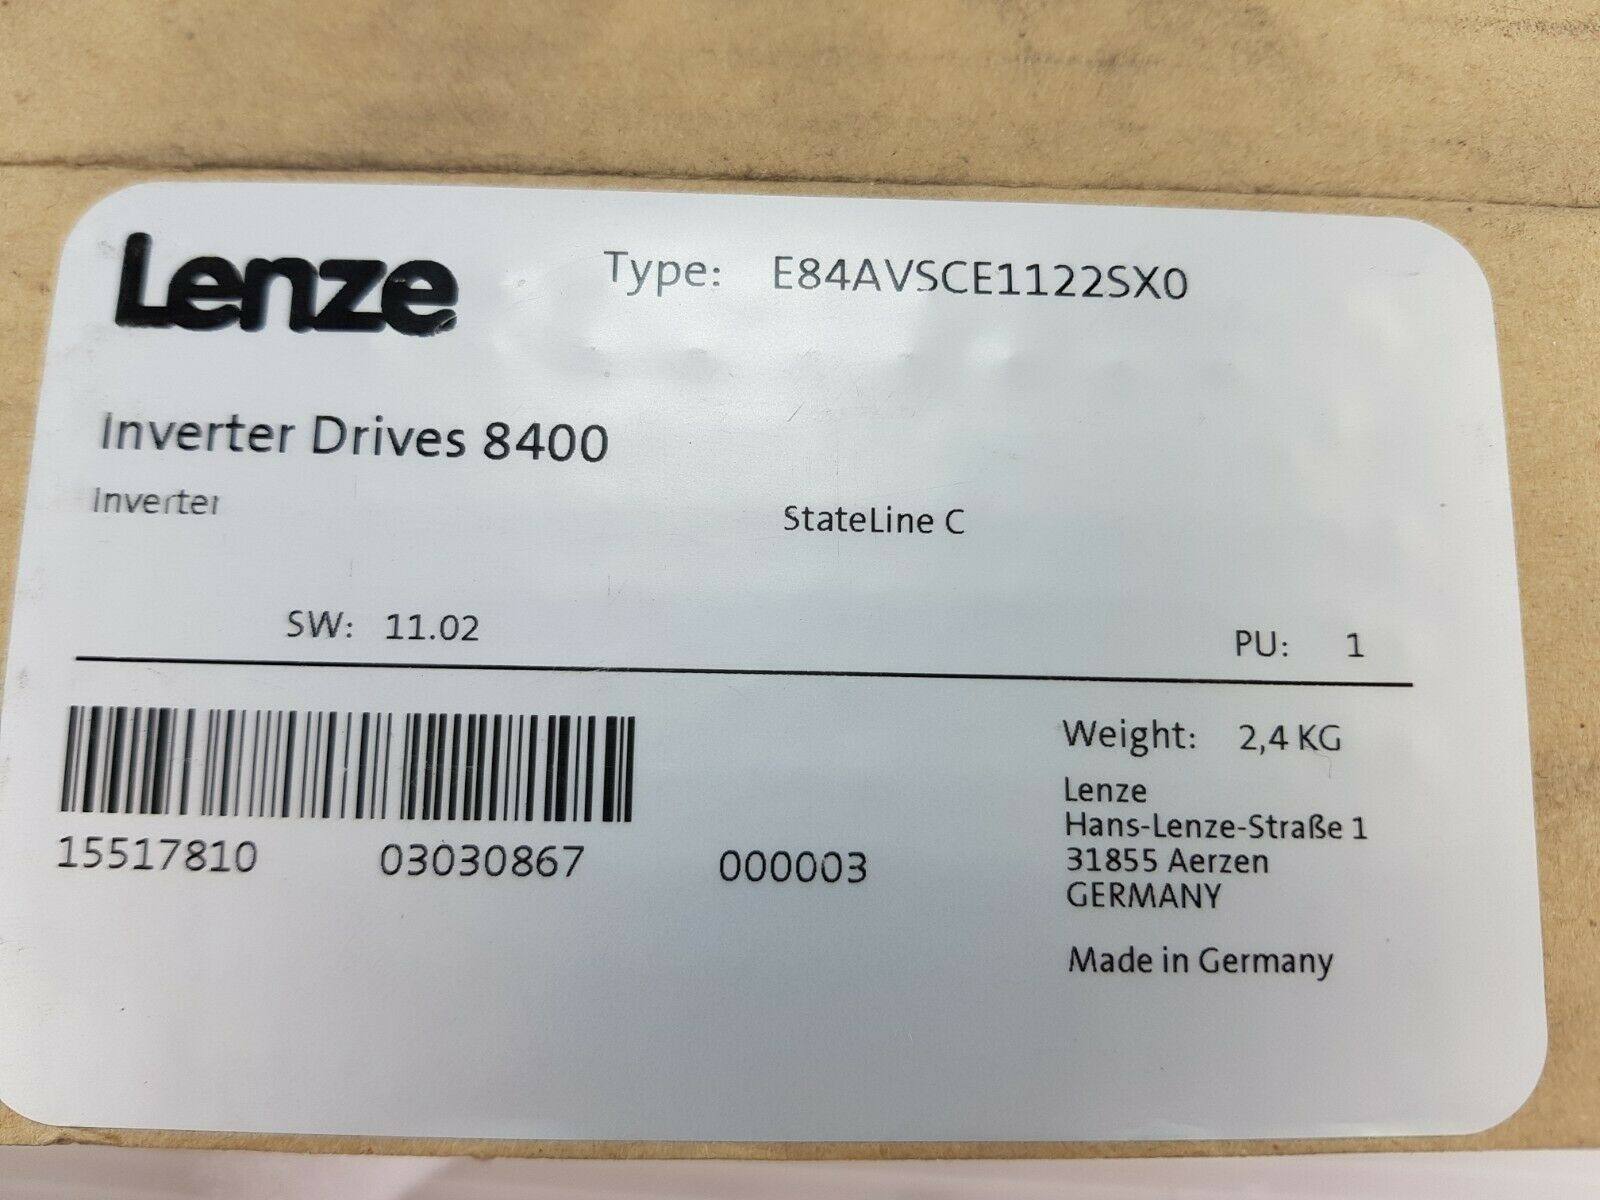 Lenze Type: E84AVSCE1122SX0
Inverter Drives 8400
Inverter StateLine C
SW: 11.02 PU: 1
15517810 03030867 000003
Weight: 2,4 KG
Lenze
Hans-Lenze-Straße 1
31855 Aerzen
GERMANY
Made in Germany